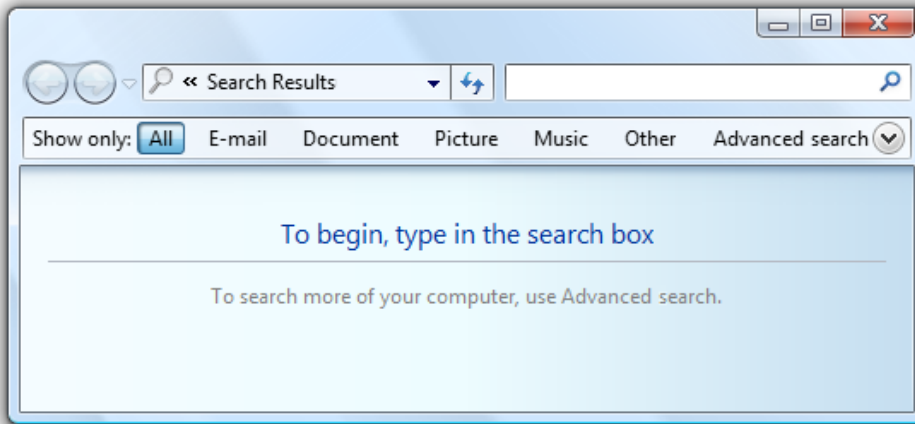 « Search Results
Show only: All E-mail Document Picture Music Other Advanced search
To begin, type in the search box
To search more of your computer, use Advanced search.